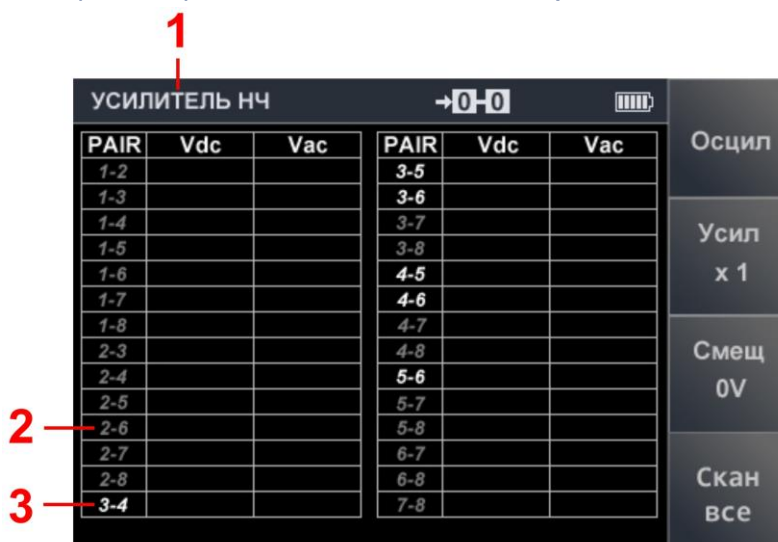 1
УСИЛИТЕЛЬ НЧ →0-0
PAIR Vdc Vac PAIR Vdc Vac
1-2 3-5
1-3 3-6
1-4 3-7
1-5 3-8
1-6 4-5
1-7 4-6
1-8 4-7
2-3 4-8
2-4 5-6
2-5 5-7
2 2-6 5-8
2-7 6-7
2-8 6-8
3 3-4 7-8
Осцил
Усил
x 1
Смещ
0V
Скан
все